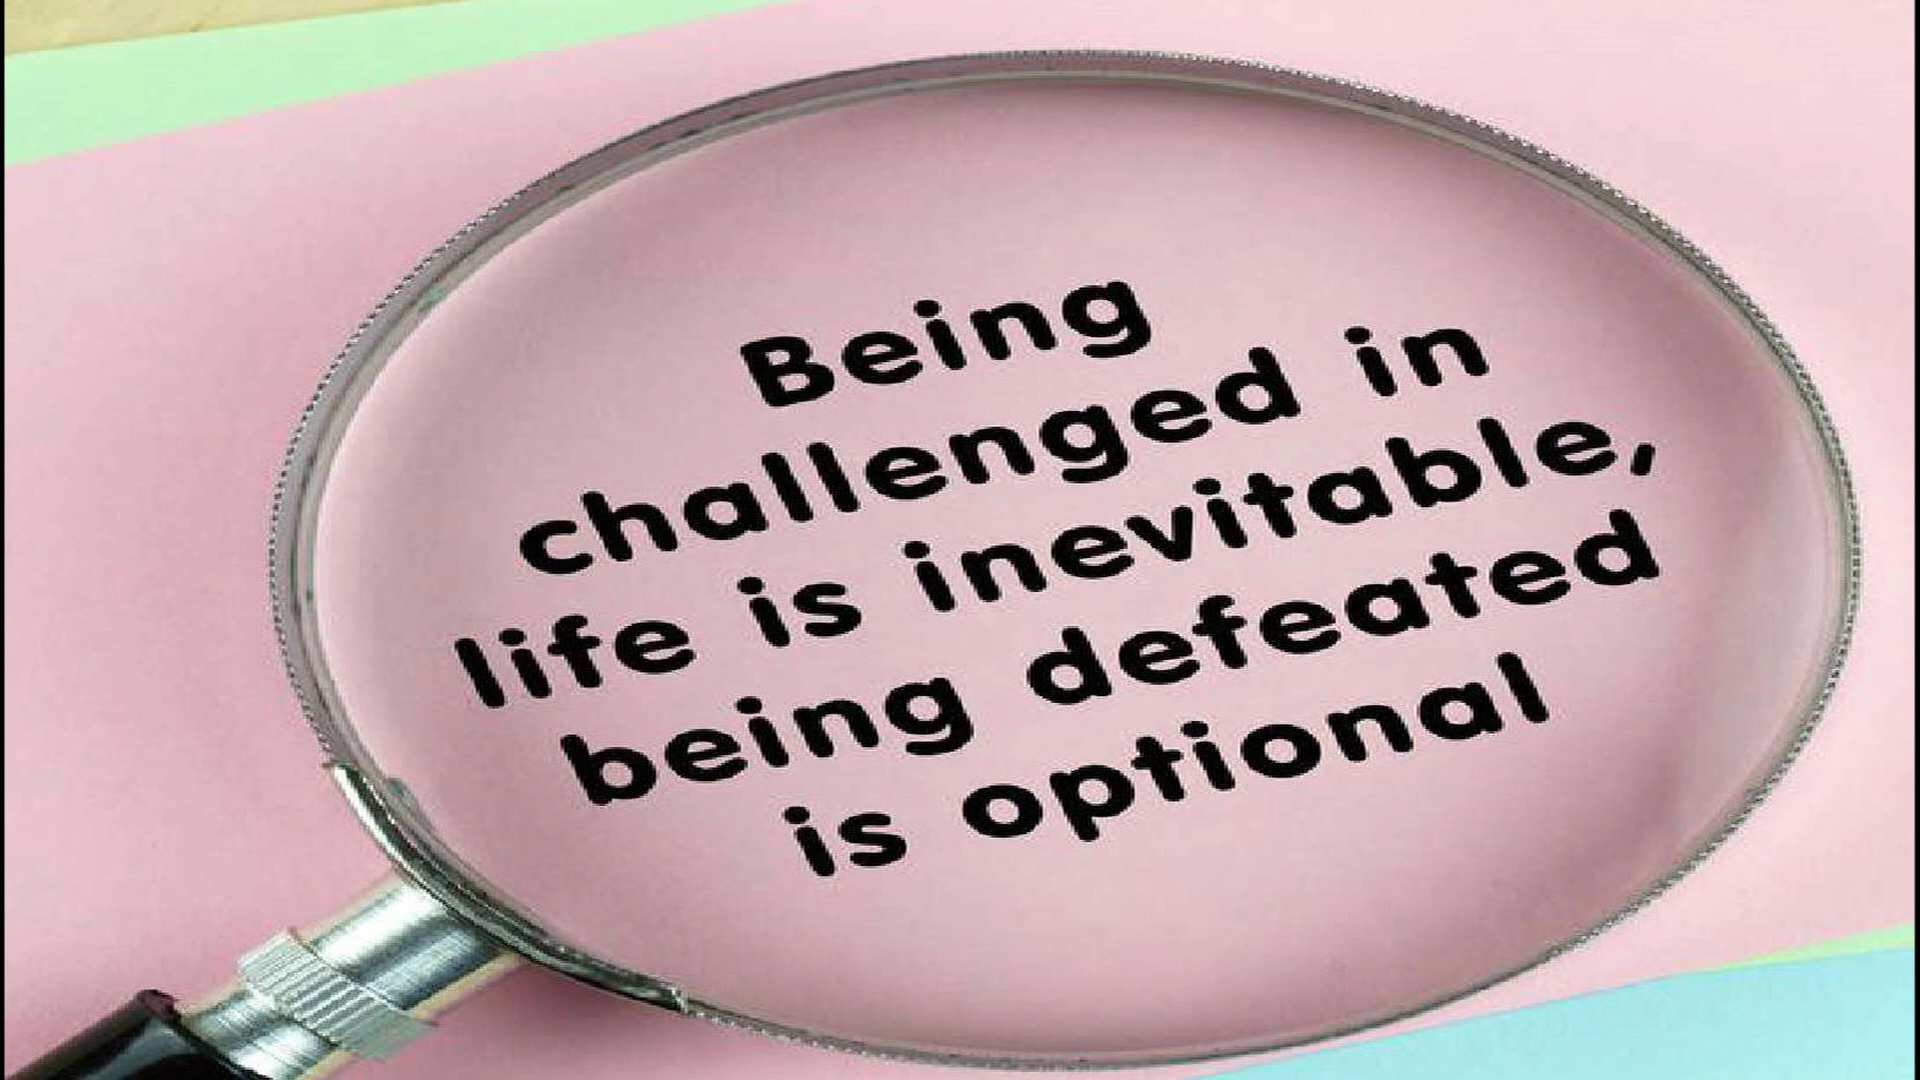 Being
challenged in
life is inevitable,
being defeated
is optional